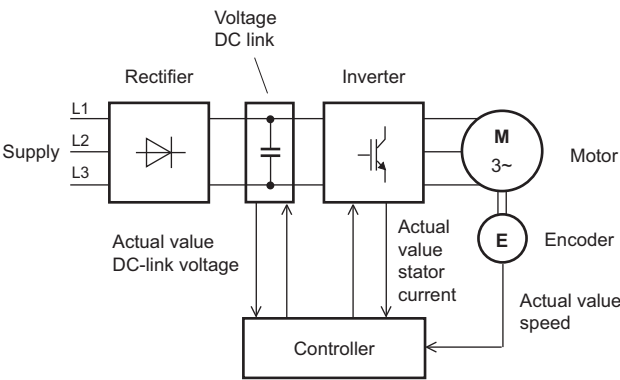 Voltage
DC link
Rectifier
Inverter
L1
L2
L3
Supply
M
3~
Motor
Actual value
DC-link voltage
Actual
value
stator
current
E
Encoder
Actual value
speed
Controller